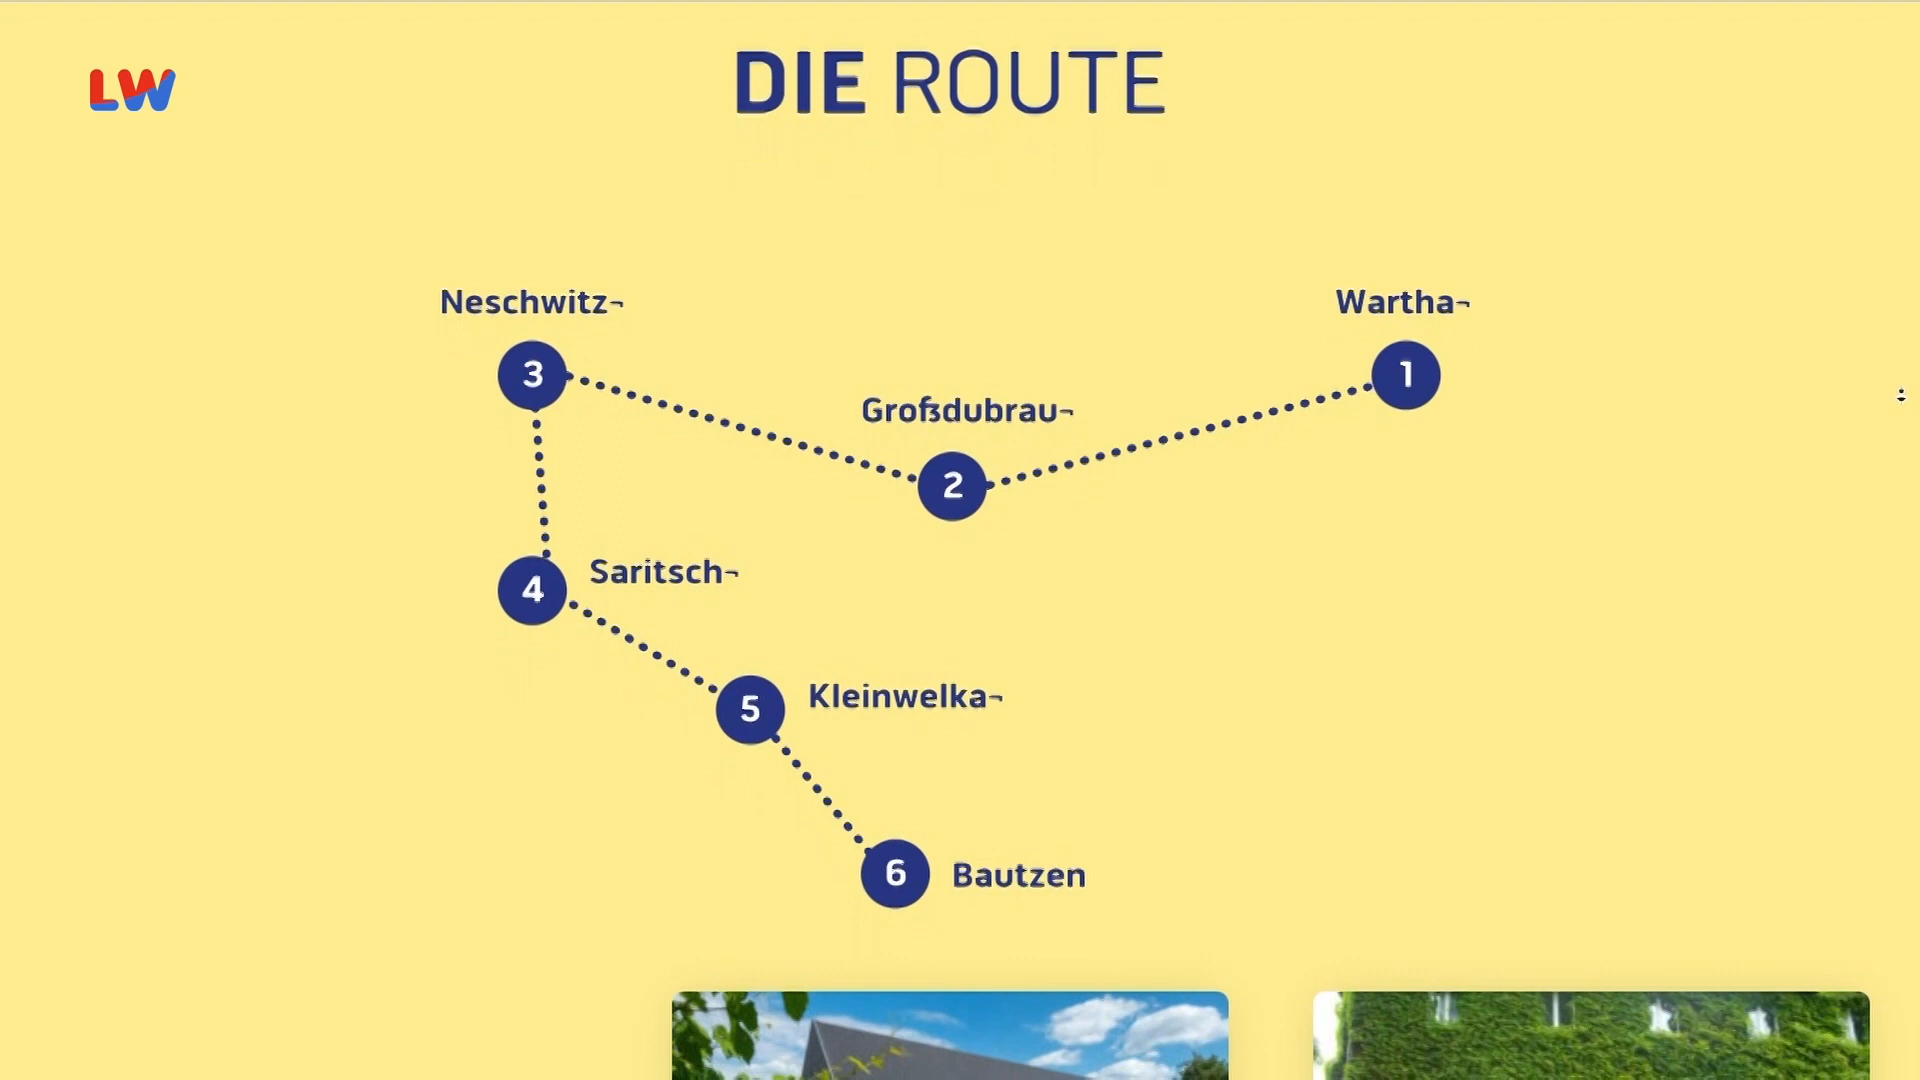 LW
DIE ROUTE
Neschwitz¬
Wartha¬
3
1
Großdubrau¬
2
Saritsch¬
4
Kleinwelka¬
5
6
Bautzen